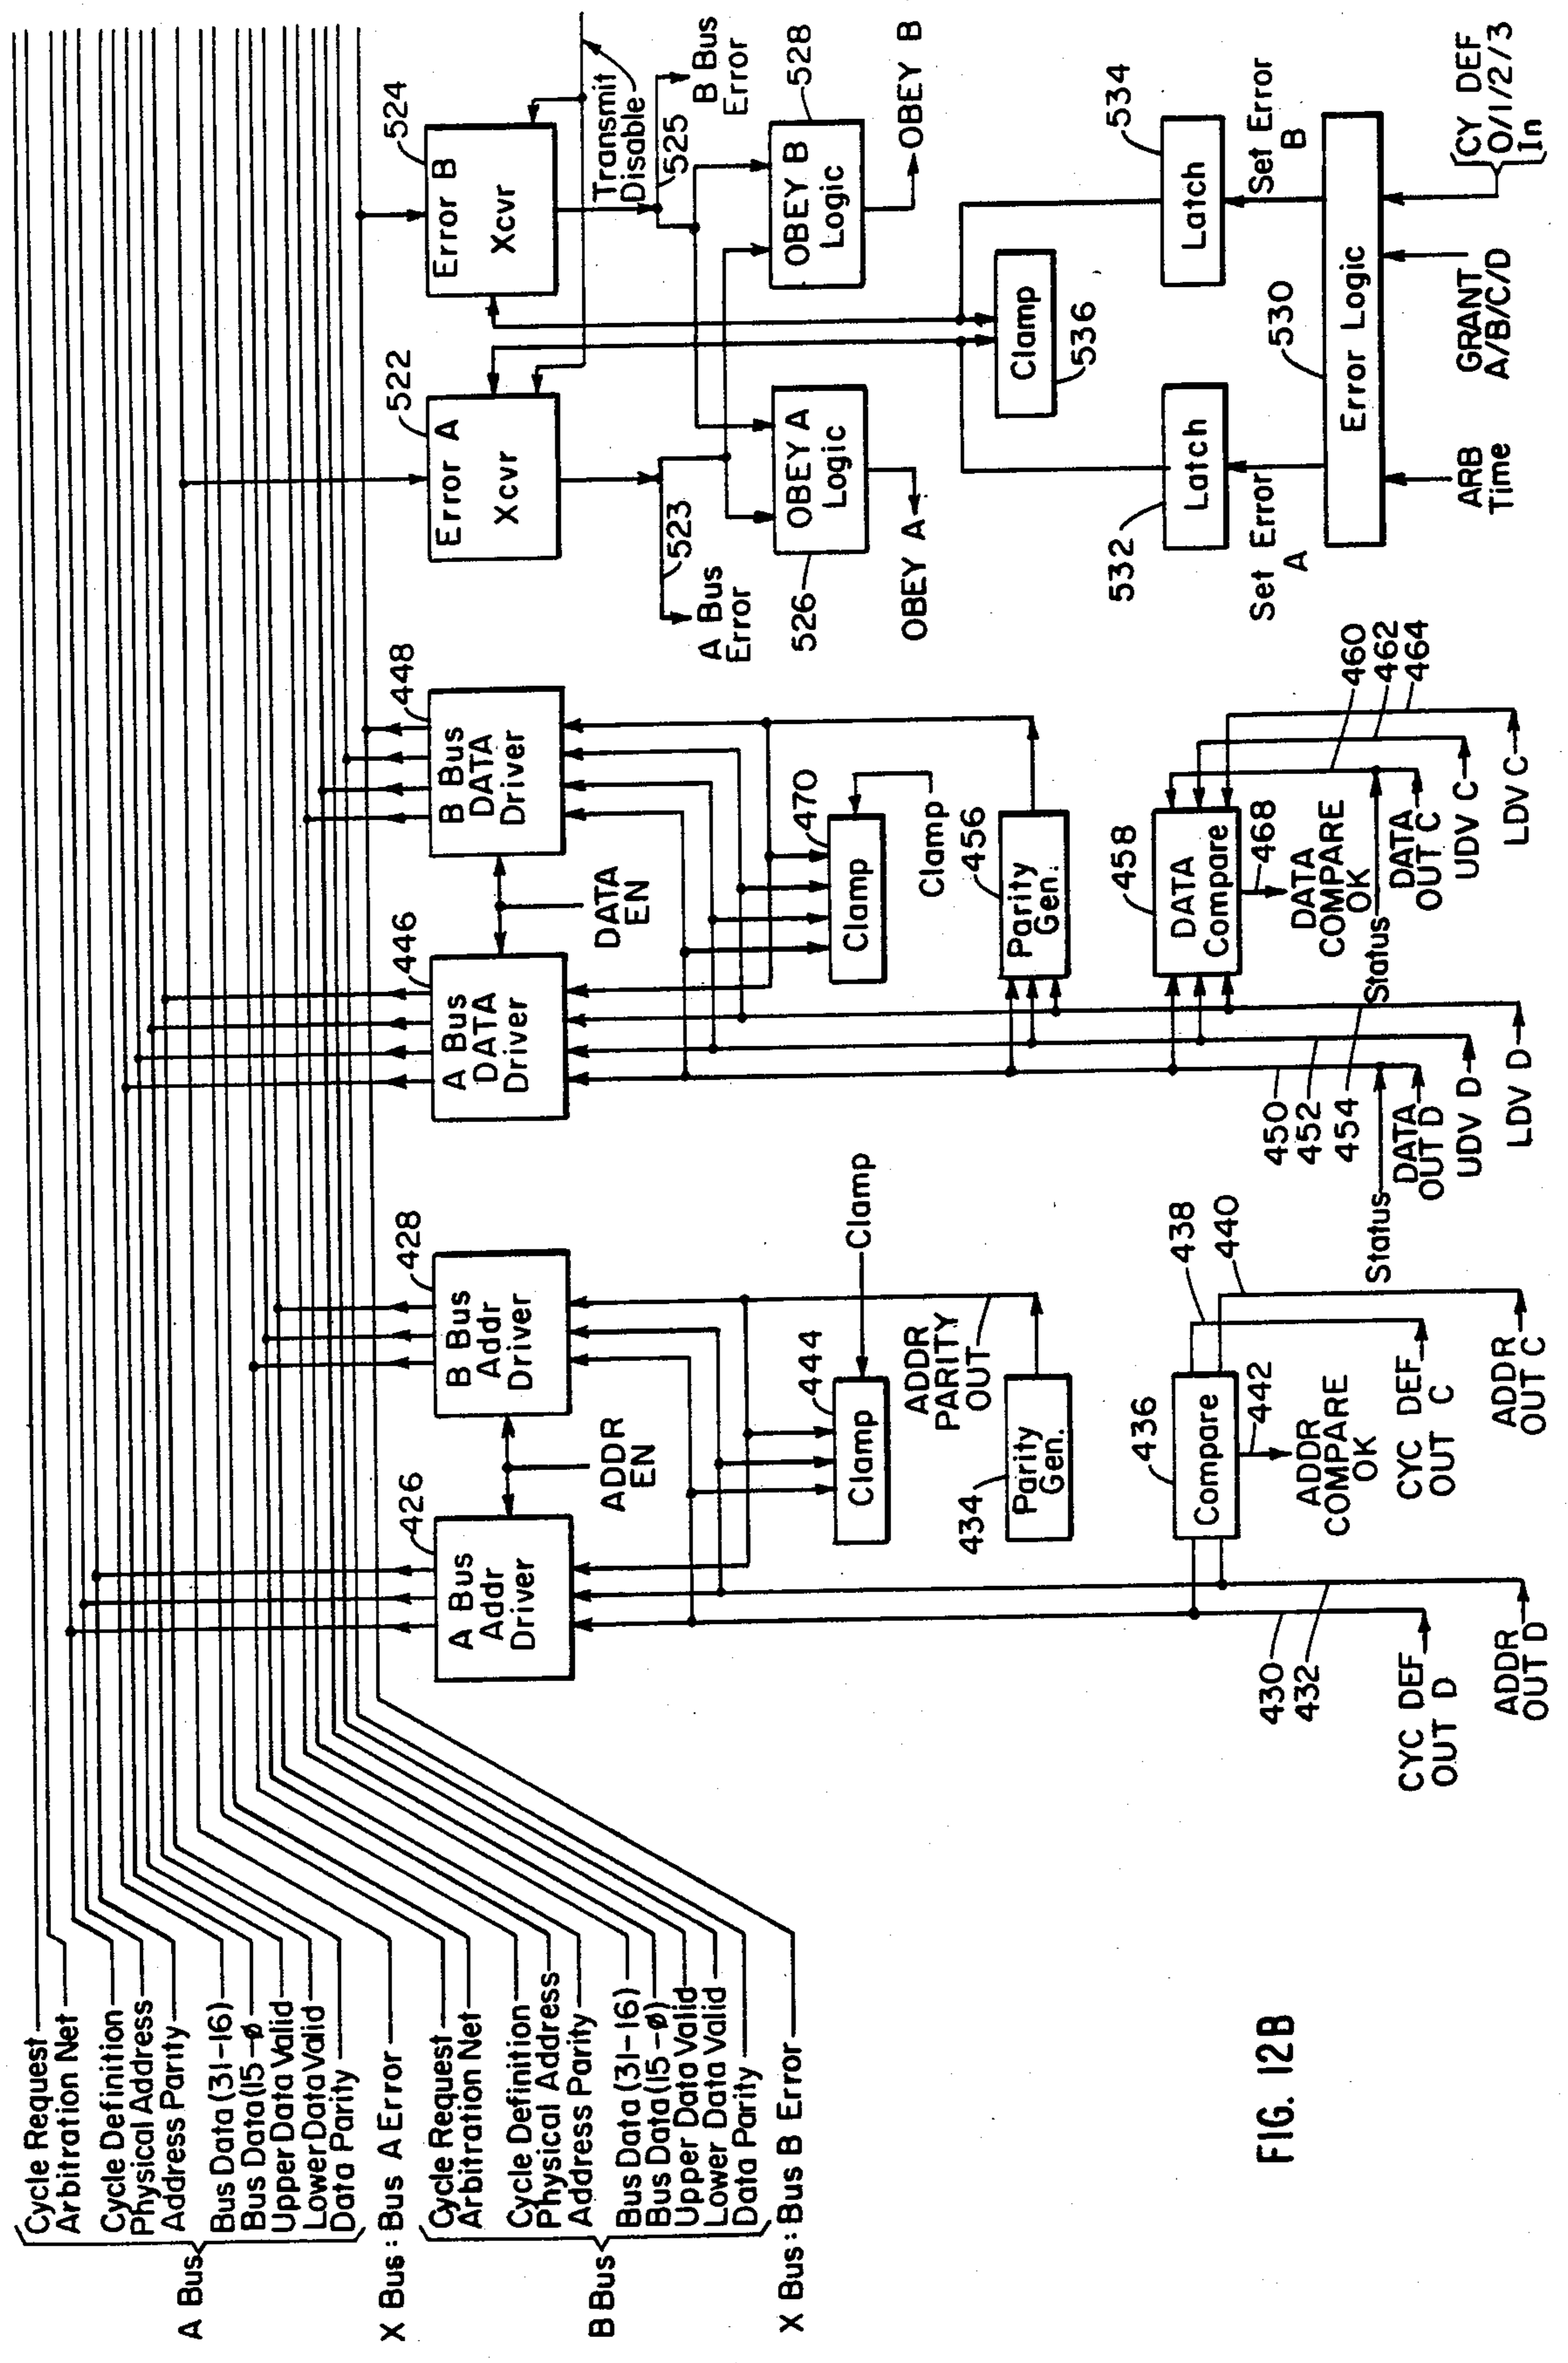 Cycle Request
Arbitration Net
Cycle Definition
Physical Address
Address Parity
Bus Data (31-16)
Bus Data (15-Ø
Upper Data Valid
Lower Data Valid
Data Parity
A Bus
X Bus: Bus A Error
Cycle Request
Arbitration Net
Cycle Definition
Physical Address
Address Parity
Bus Data (31-16)
Bus Data (15-Ø)
Upper Data Valid
Lower Data Valid
Data Parity
B Bus
X Bus: Bus B Error
426
A Bus
Addr
Driver
428
B Bus
Addr
Driver
ADDR
EN
444
Clamp
Clamp
ADDR
PARITY
OUT
434
Parity
Gen.
436
Compare
438
440
442
ADDR
COMPARE
OK
430
432
CYC DEF
OUT D
ADDR
OUT D
CYC DEF
OUT C
ADDR
OUT C
446
A Bus
DATA
Driver
448
B Bus
DATA
Driver
DATA
EN
470
Clamp
Clamp
456
Parity
Gen.
458
DATA
Compare
468
DATA
COMPARE
OK
450
452
454
Status
DATA
OUT D
UDV D
LDV D
460
462
464
Status
DATA
OUT C
UDV C
LDV C
522
Error A
Xcvr
524
Error B
Xcvr
Transmit
Disable
523
A Bus
Error
525
B Bus
Error
526
OBEY A
Logic
OBEY A
528
OBEY B
Logic
OBEY B
Clamp
536
532
Latch
534
Latch
Set Error
A
Set Error
B
530
Error Logic
ARB
Time
GRANT
A/B/C/D
CY DEF
0/1/2/3
In
FIG. 12B